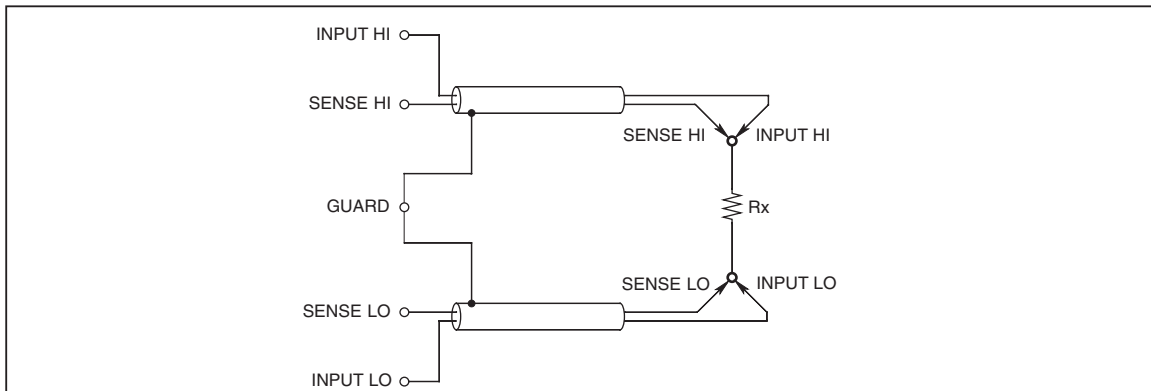 INPUT HI
SENSE HI
SENSE HI INPUT HI
GUARD
Rx
SENSE LO INPUT LO
SENSE LO
INPUT LO